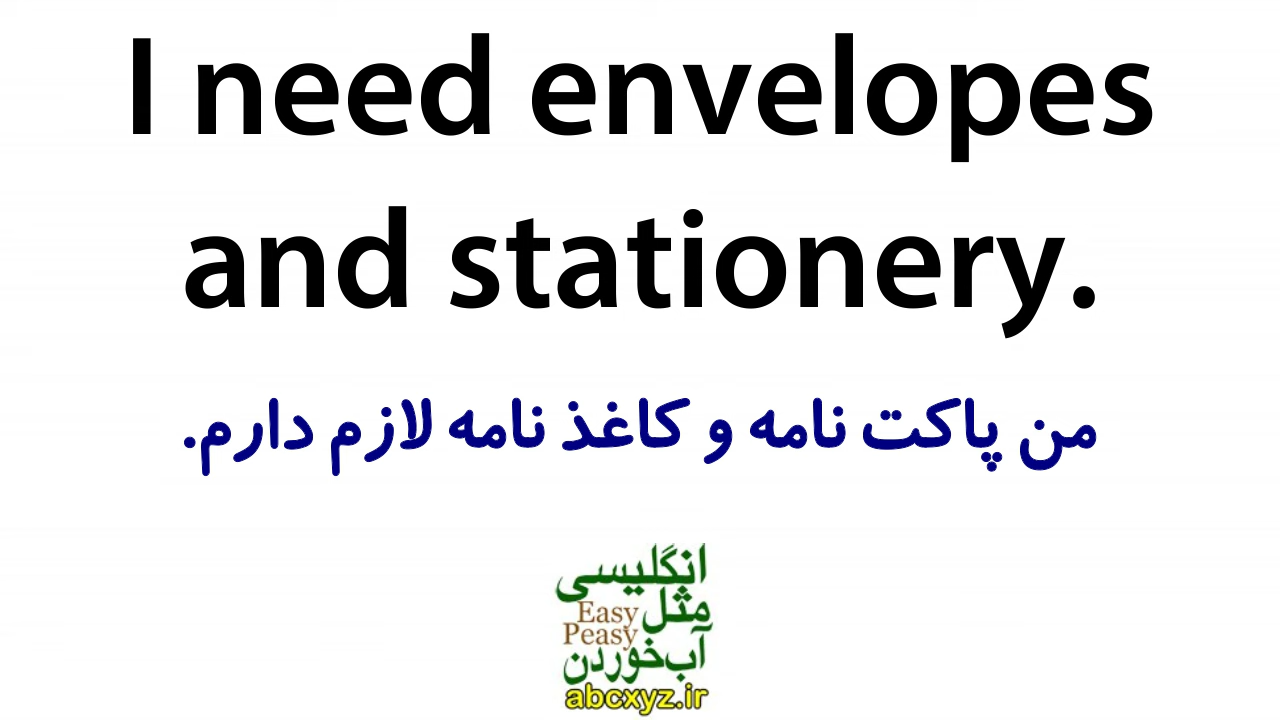 I need envelopes
and stationery.
من پاکت نامه و کاغذ نامه لازم دارم.
انگلیسی
مثل Easy
Peasy
آب‌خوردن
abcxyz.ir